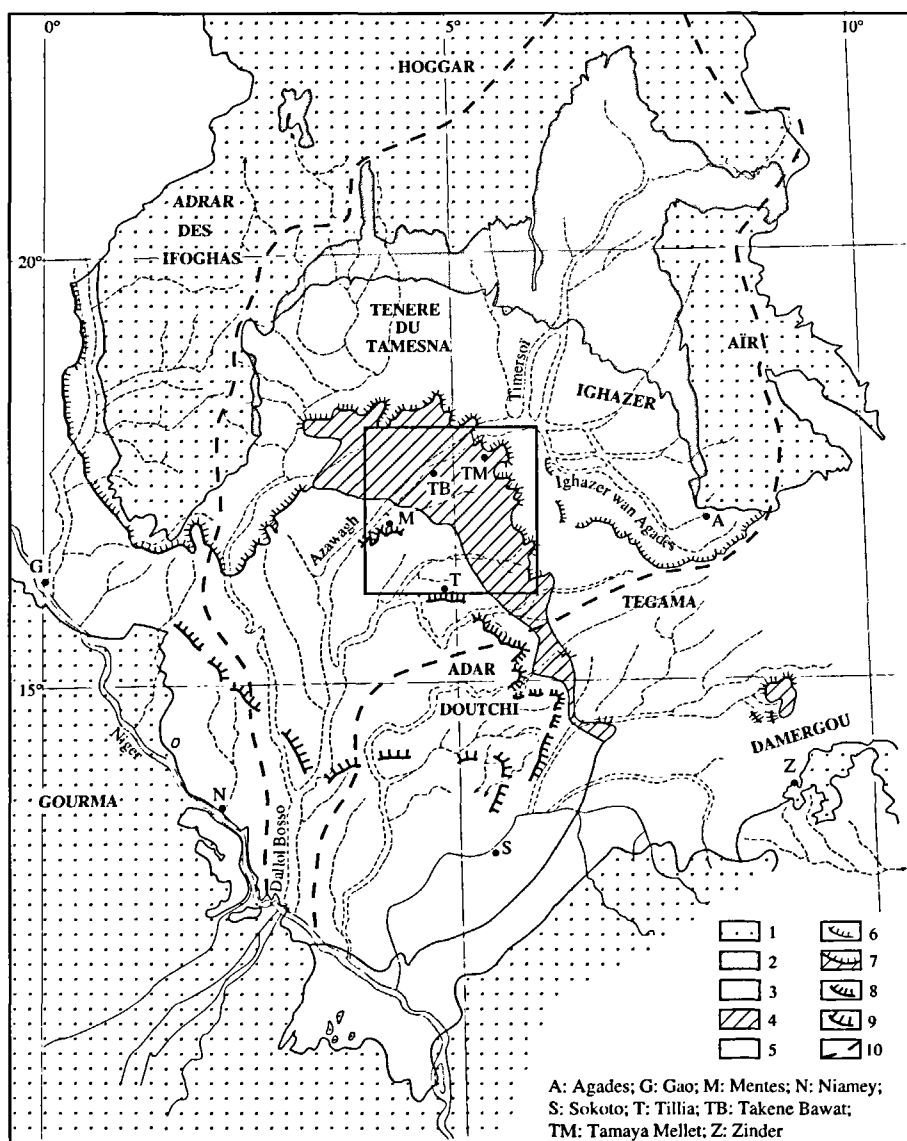 0°
5°
10°
HOGGAR
ADRAR
DES
IFOGHAS
20°
TENERE
DU
TAMESNA
AÏR
Timersoï
IGHAZER
TM
TB
Ighazer wan Agades
A
Azawagh
M
G
T
TEGAMA
15°
ADAR
DOUTCHI
DAMERGOU
Niger
Z
GOURMA
N
Dallol Bosso
S
1
2
3
4
5
6
7
8
9
10
A: Agades; G: Gao; M: Mentes; N: Niamey;
S: Sokoto; T: Tillia; TB: Takene Bawat;
TM: Tamaya Mellet; Z: Zinder